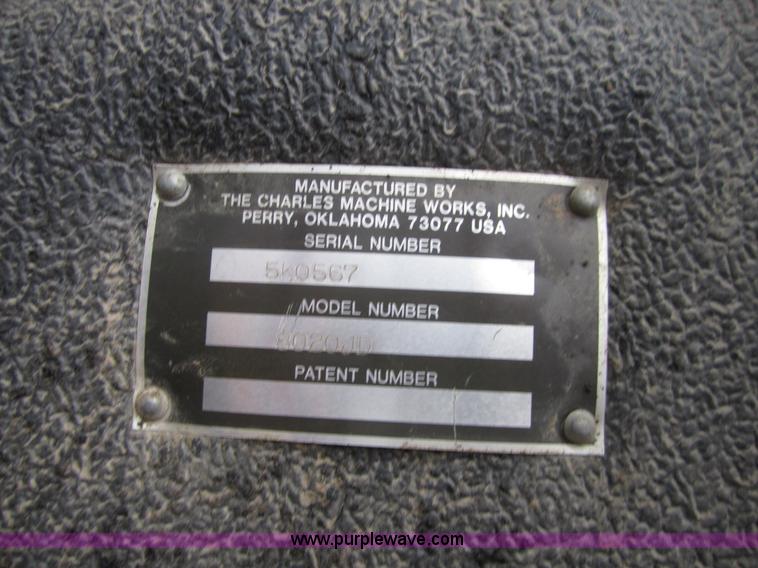 MANUFACTURED BY
THE CHARLES MACHINE WORKS, INC.
PERRY, OKLAHOMA 73077 USA
SERIAL NUMBER
5K0567
MODEL NUMBER
8020JD
PATENT NUMBER
www.purplewave.com